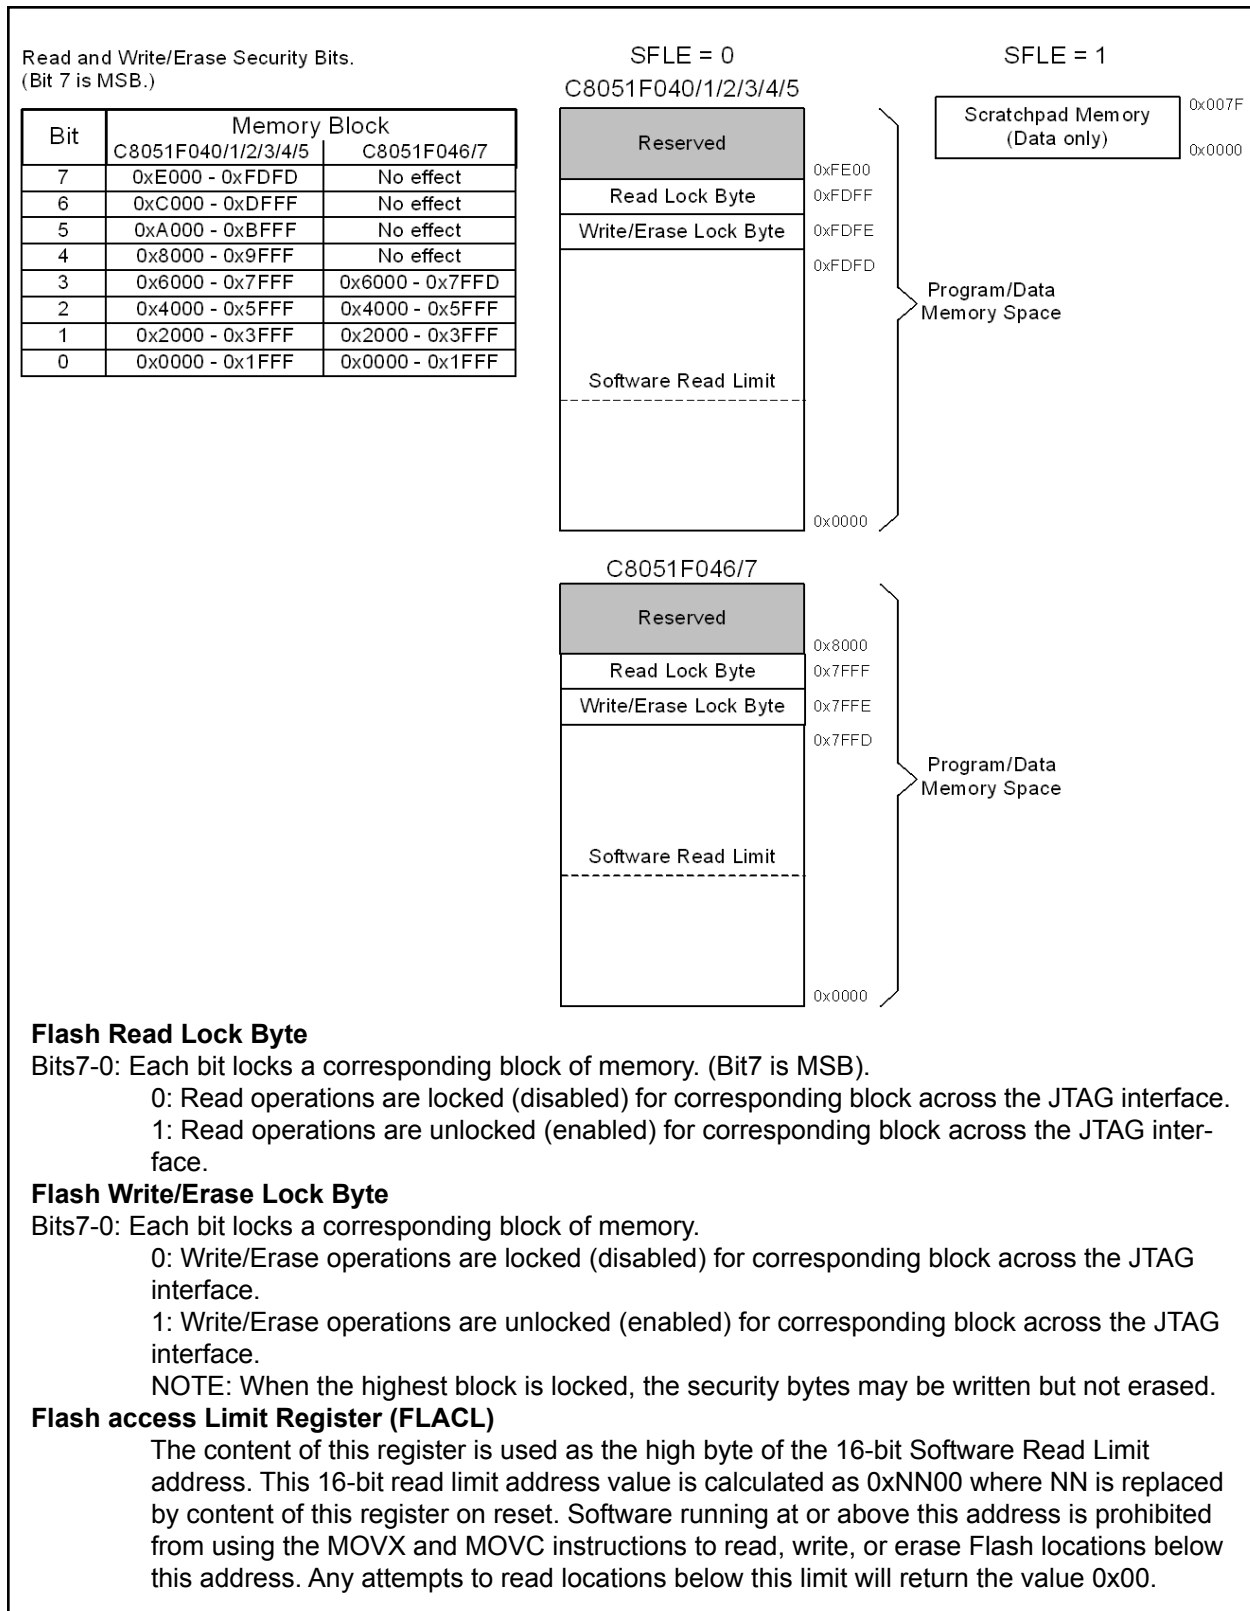 Read and Write/Erase Security Bits.
(Bit 7 is MSB.)
Bit
Memory Block
C8051F040/1/2/3/4/5 C8051F046/7
7 0xE000 - 0xFDFD No effect
6 0xC000 - 0xDFFF No effect
5 0xA000 - 0xBFFF No effect
4 0x8000 - 0x9FFF No effect
3 0x6000 - 0x7FFF 0x6000 - 0x7FFD
2 0x4000 - 0x5FFF 0x4000 - 0x5FFF
1 0x2000 - 0x3FFF 0x2000 - 0x3FFF
0 0x0000 - 0x1FFF 0x0000 - 0x1FFF
SFLE = 0
C8051F040/1/2/3/4/5
Reserved
0xFE00
Read Lock Byte 0xFDFF
Write/Erase Lock Byte 0xFDFE
0xFDFD
Software Read Limit
0x0000
Program/Data
Memory Space
SFLE = 1
Scratchpad Memory
(Data only)
0x007F
0x0000
C8051F046/7
Reserved
0x8000
Read Lock Byte 0x7FFF
Write/Erase Lock Byte 0x7FFE
0x7FFD
Software Read Limit
0x0000
Program/Data
Memory Space
Flash Read Lock Byte
Bits7-0: Each bit locks a corresponding block of memory. (Bit7 is MSB).
0: Read operations are locked (disabled) for corresponding block across the JTAG interface.
1: Read operations are unlocked (enabled) for corresponding block across the JTAG inter-
face.
Flash Write/Erase Lock Byte
Bits7-0: Each bit locks a corresponding block of memory.
0: Write/Erase operations are locked (disabled) for corresponding block across the JTAG
interface.
1: Write/Erase operations are unlocked (enabled) for corresponding block across the JTAG
interface.
NOTE: When the highest block is locked, the security bytes may be written but not erased.
Flash access Limit Register (FLACL)
The content of this register is used as the high byte of the 16-bit Software Read Limit
address. This 16-bit read limit address value is calculated as 0xNN00 where NN is replaced
by content of this register on reset. Software running at or above this address is prohibited
from using the MOVX and MOVC instructions to read, write, or erase Flash locations below
this address. Any attempts to read locations below this limit will return the value 0x00.